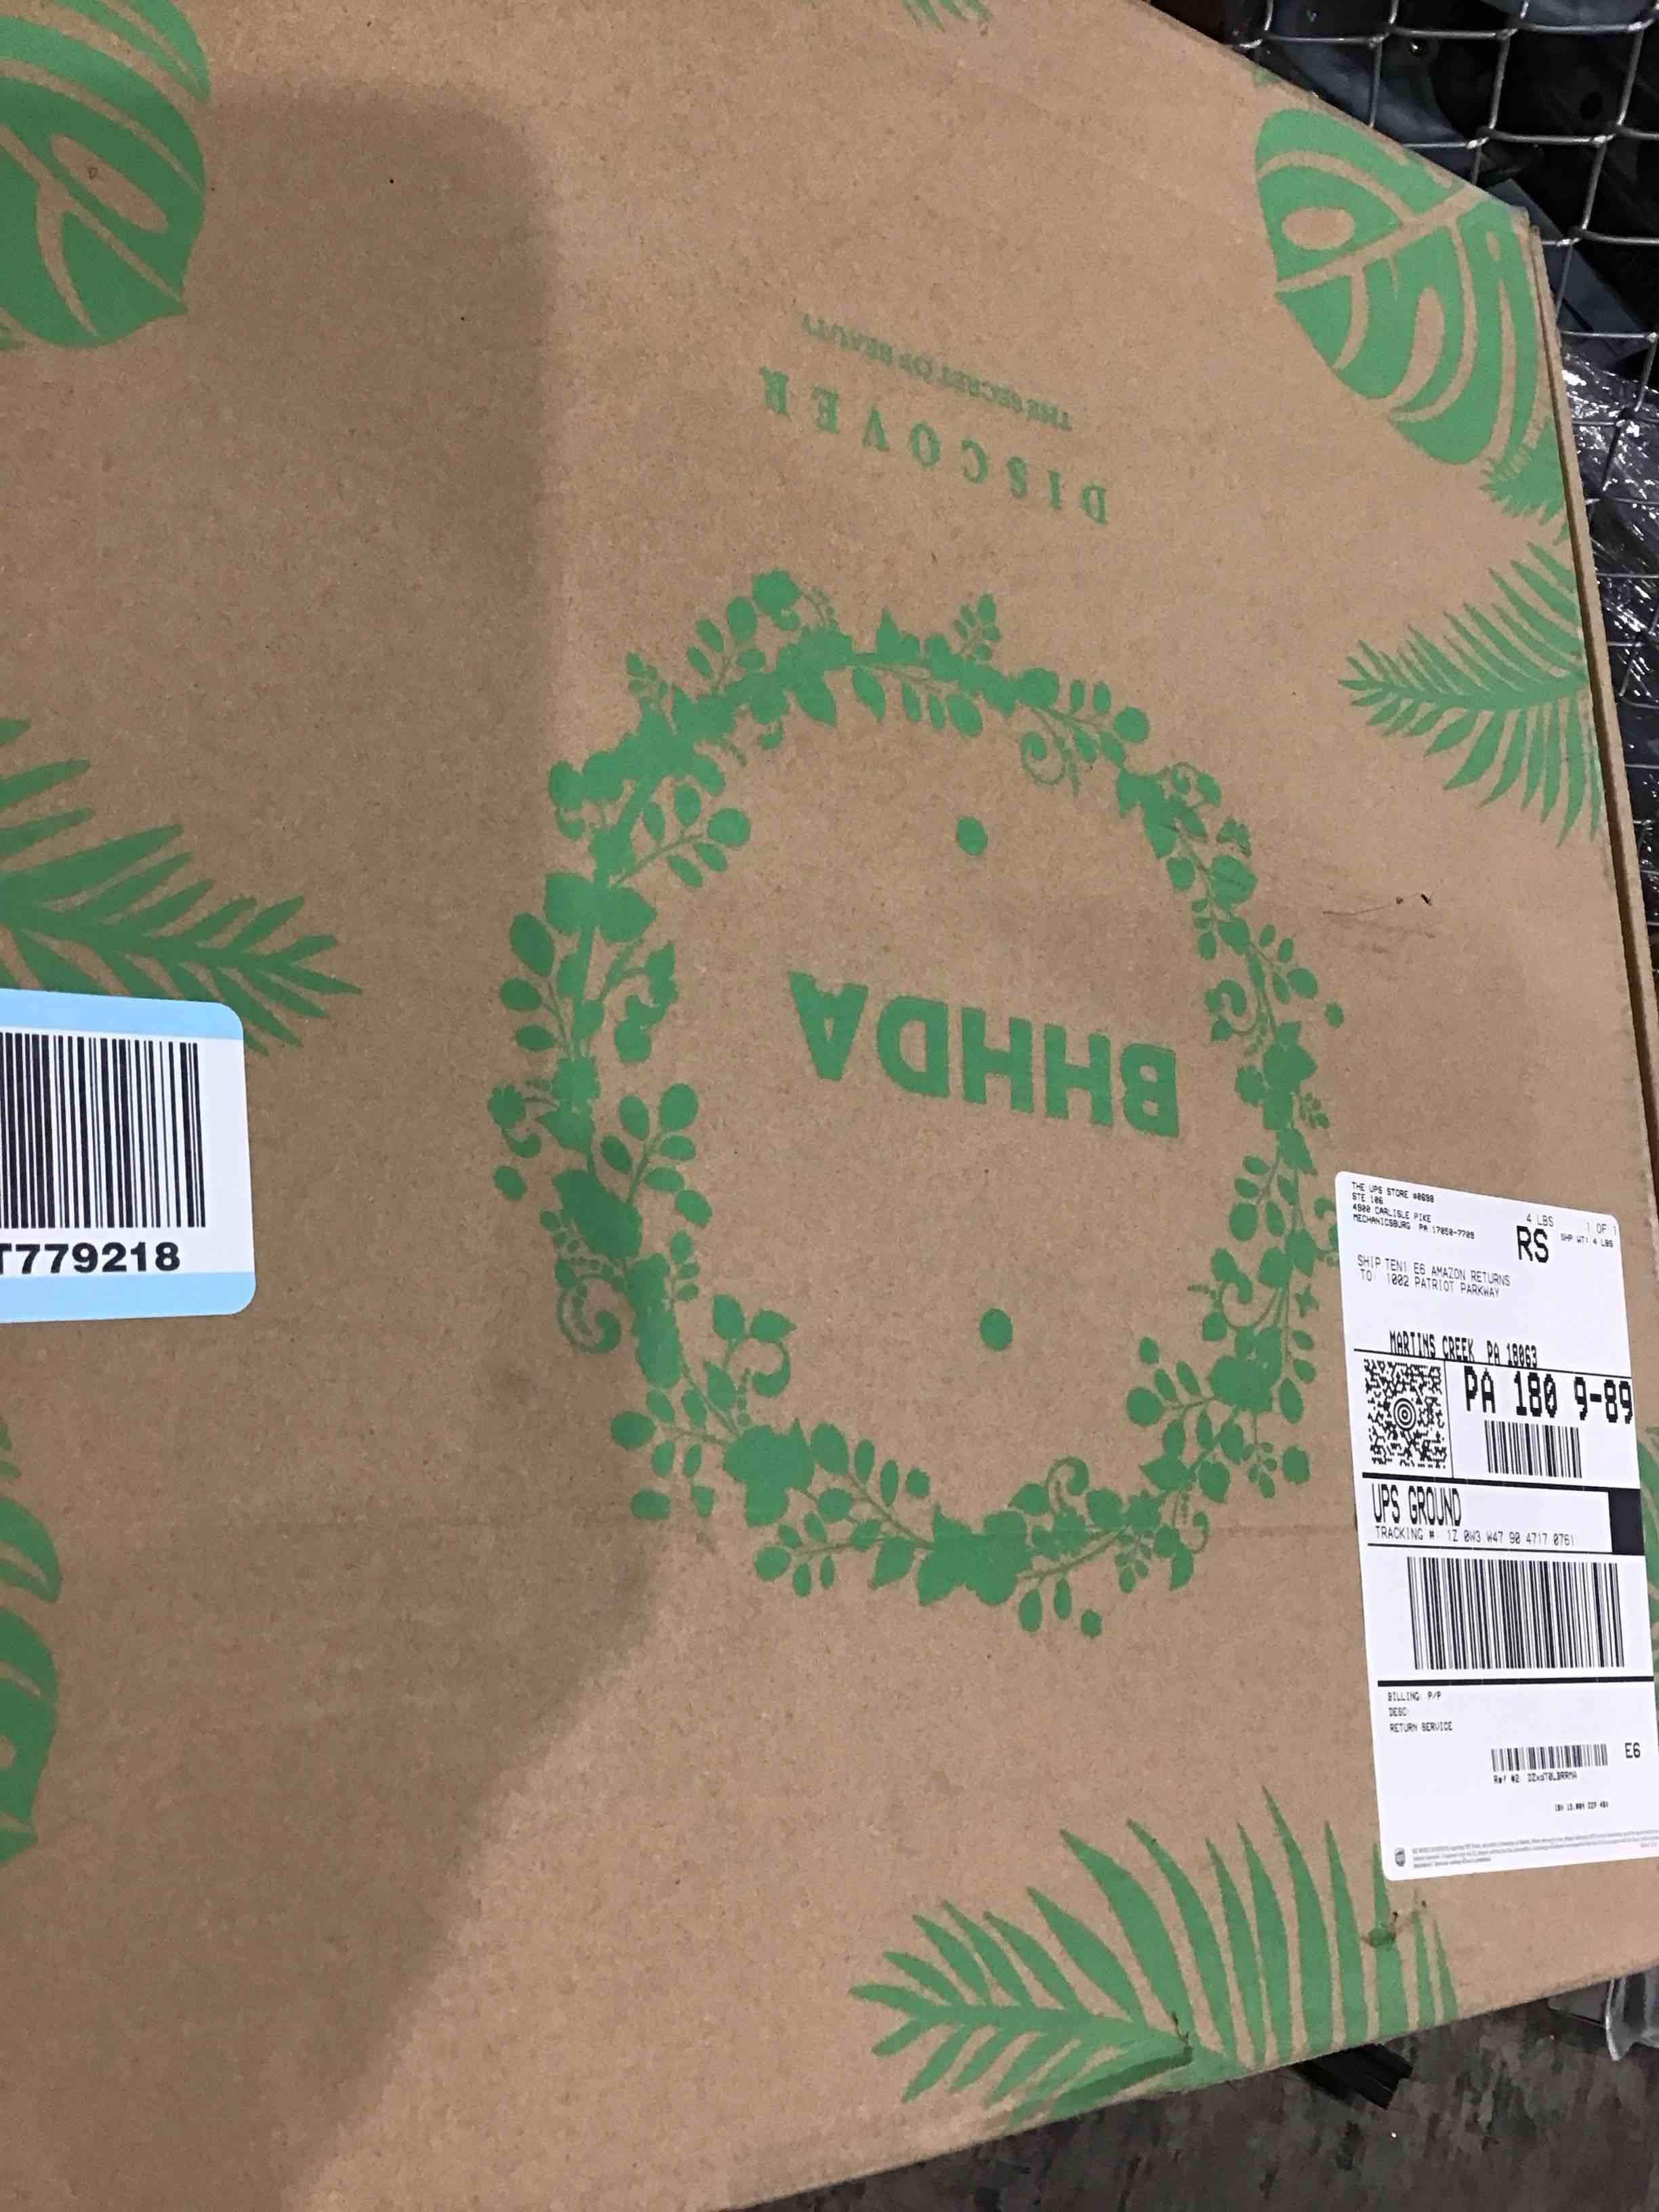 DISCOVER
THE SECRET OF BEAUTY
BHHDA
T779218
THE UPS STORE #0698
STE 106
4900 CARLISLE PIKE
MECHANICSBURG PA 17050-7709
4 LBS
1 OF 1
RS
SHP WT: 4 LBS
SHIP TEN1 E6 AMAZON RETURNS
TO: 1002 PATRIOT PARKWAY
MARTINS CREEK PA 18063
PA 180 9-89
UPS GROUND
TRACKING #: 1Z 0W3 W47 90 4717 0761
BILLING: P/P
DESC:
RETURN SERVICE
E6
Ref #2: